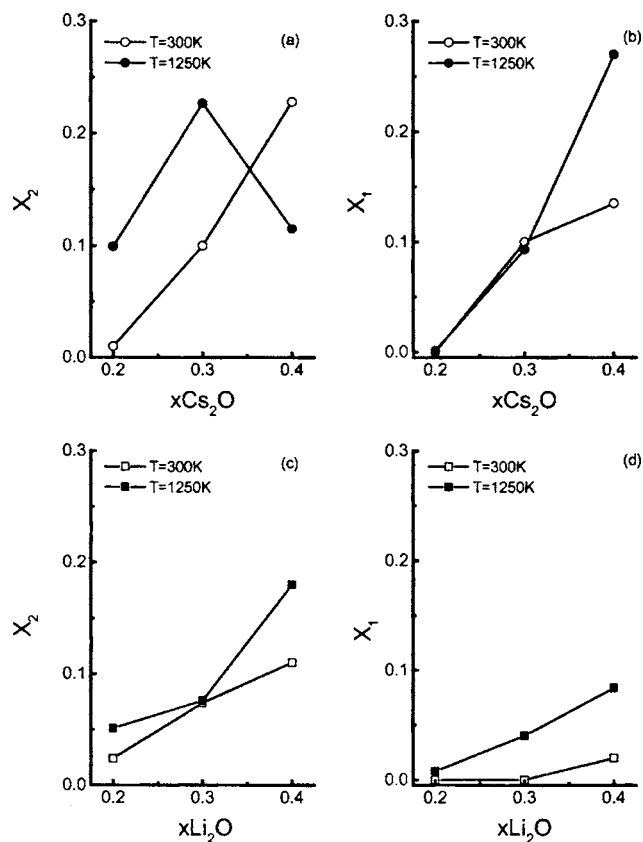 T=300K
T=1250K
(a)
0.3
0.2
0.1
0.0
X₂
0.2 0.3 0.4
xCs₂O
T=300K
T=1250K
(b)
0.3
0.2
0.1
0.0
X₁
0.2 0.3 0.4
xCs₂O
T=300K
T=1250K
(c)
0.3
0.2
0.1
0.0
X₂
0.2 0.3 0.4
xLi₂O
T=300K
T=1250K
(d)
0.3
0.2
0.1
0.0
X₁
0.2 0.3 0.4
xLi₂O